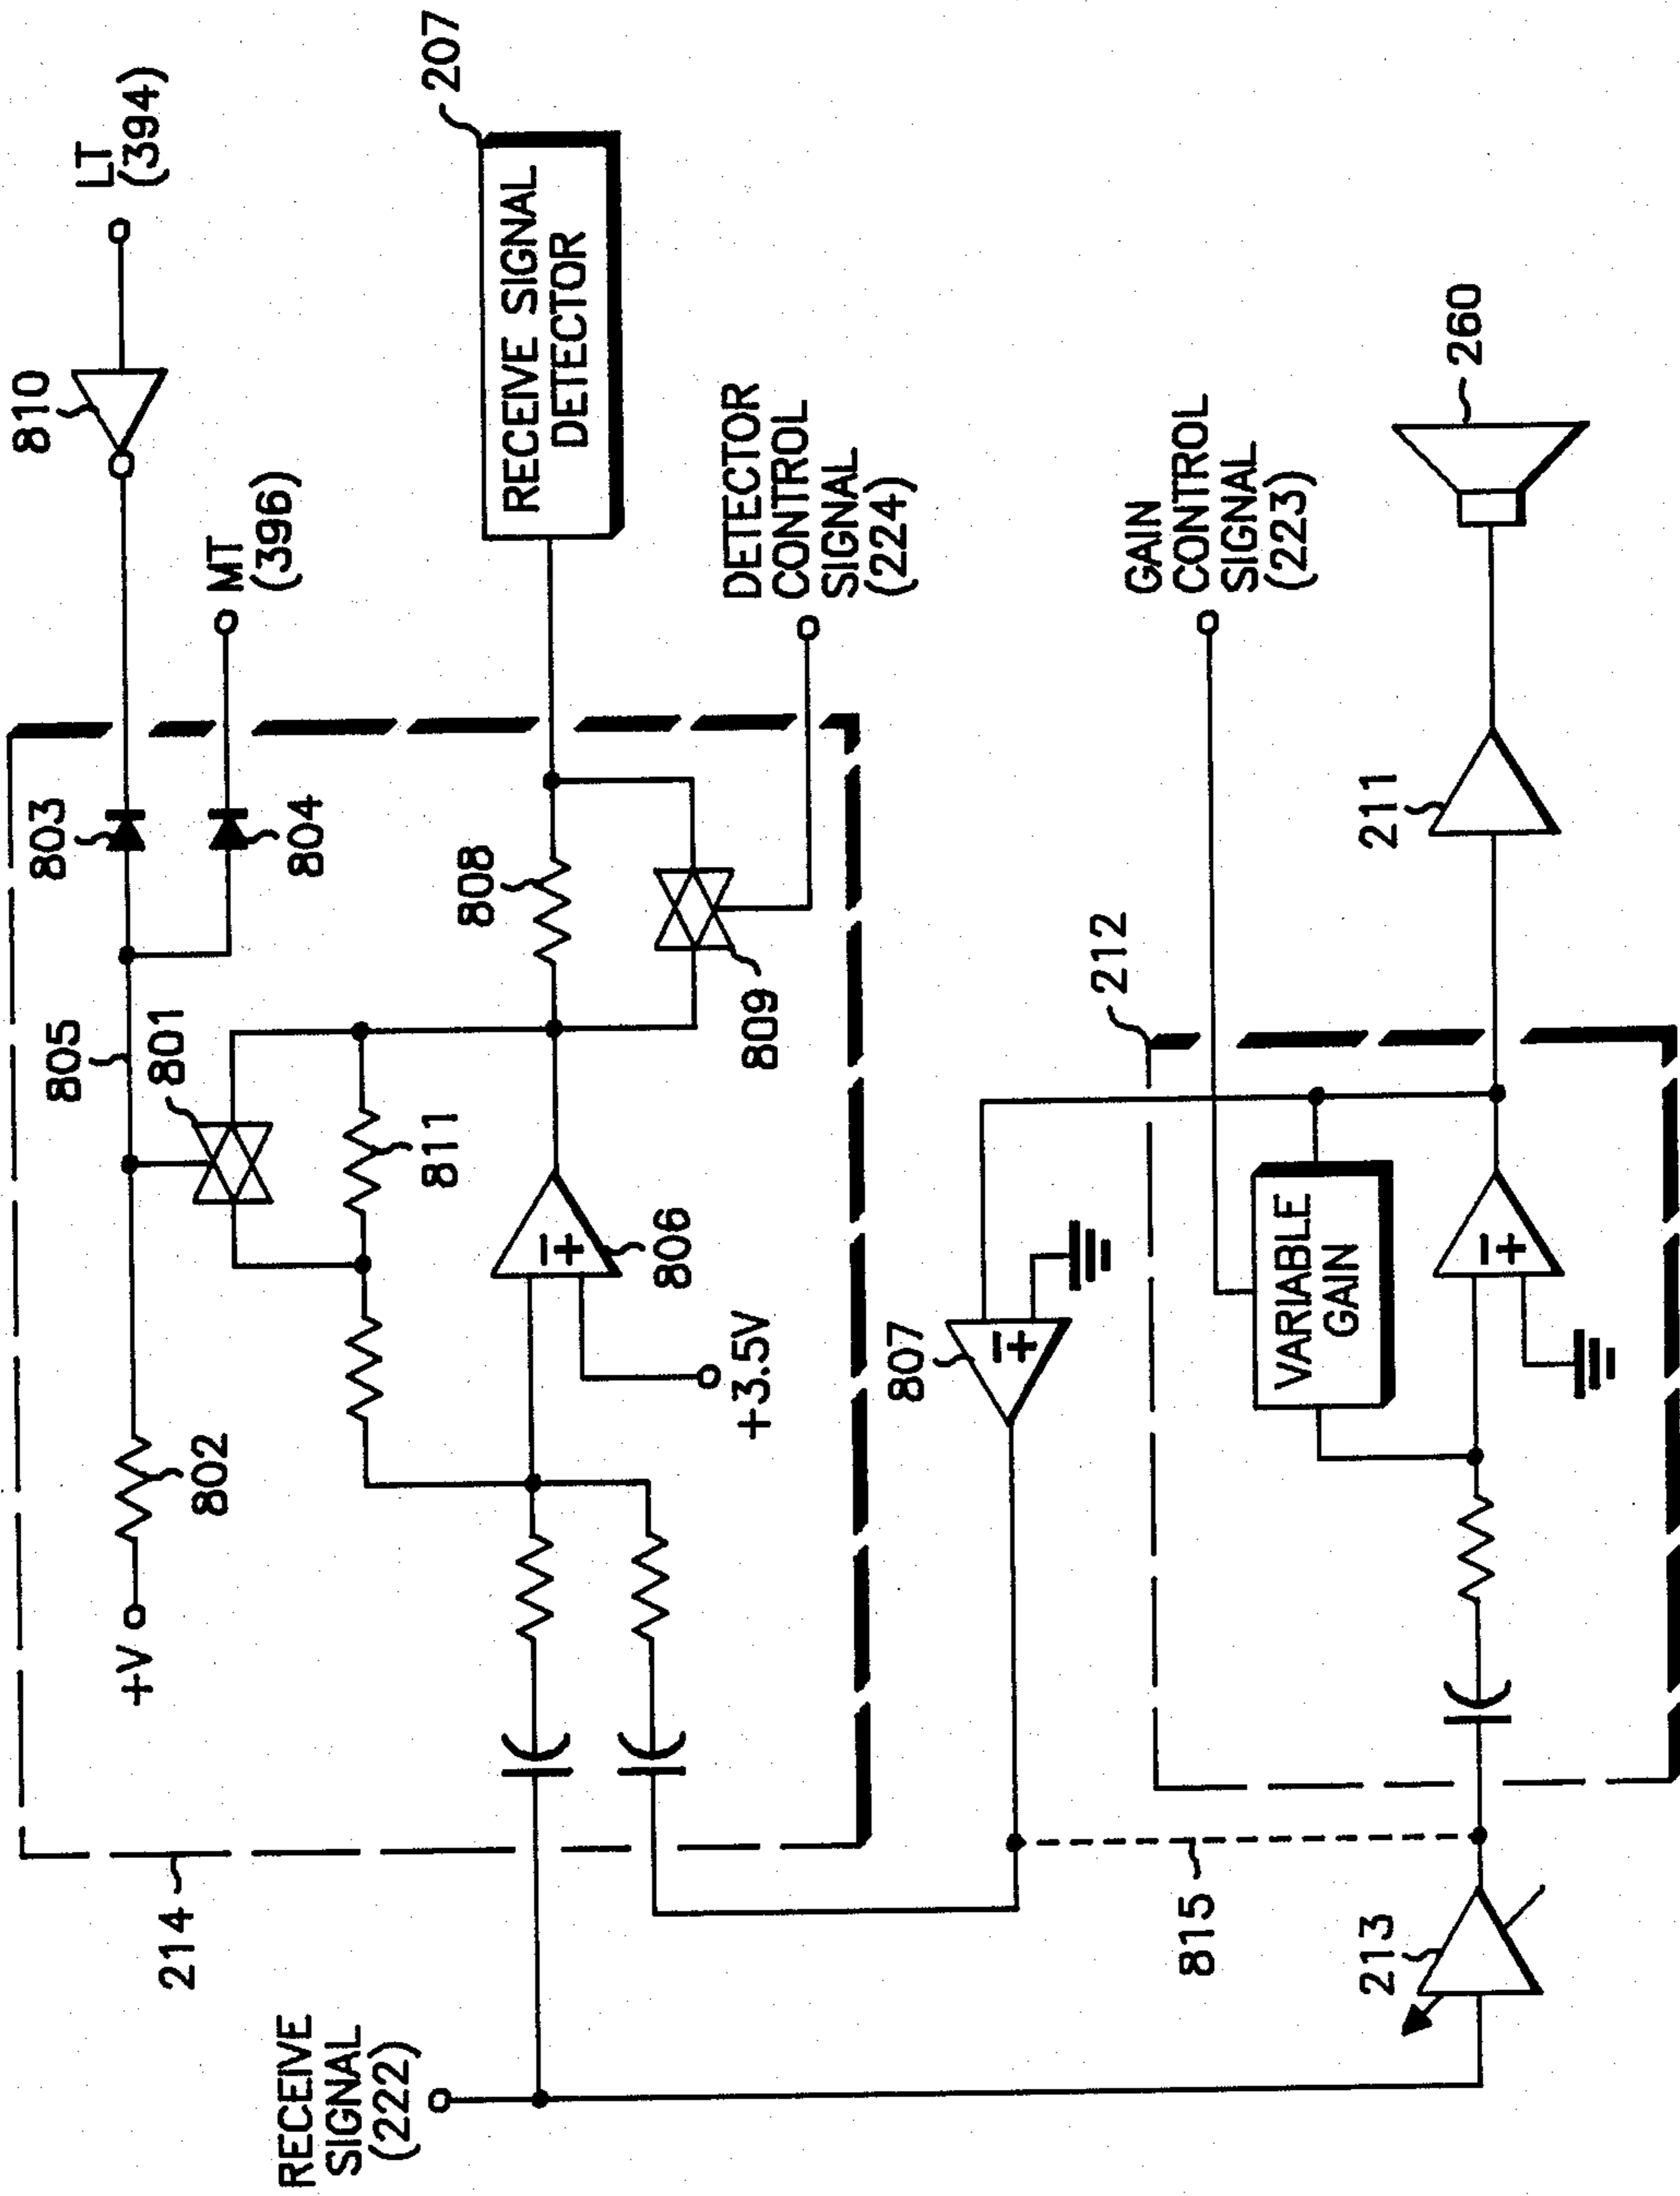 214
+V
802
805
801
803
804
810
LT
(394)
MT
(396)
811
808
207
RECEIVE SIGNAL
DETECTOR
−
+
806
+3.5V
809
DETECTOR
CONTROL
SIGNAL
(224)
RECEIVE
SIGNAL
(222)
807
−
+
212
GAIN
CONTROL
SIGNAL
(223)
815
VARIABLE
GAIN
213
−
+
211
260